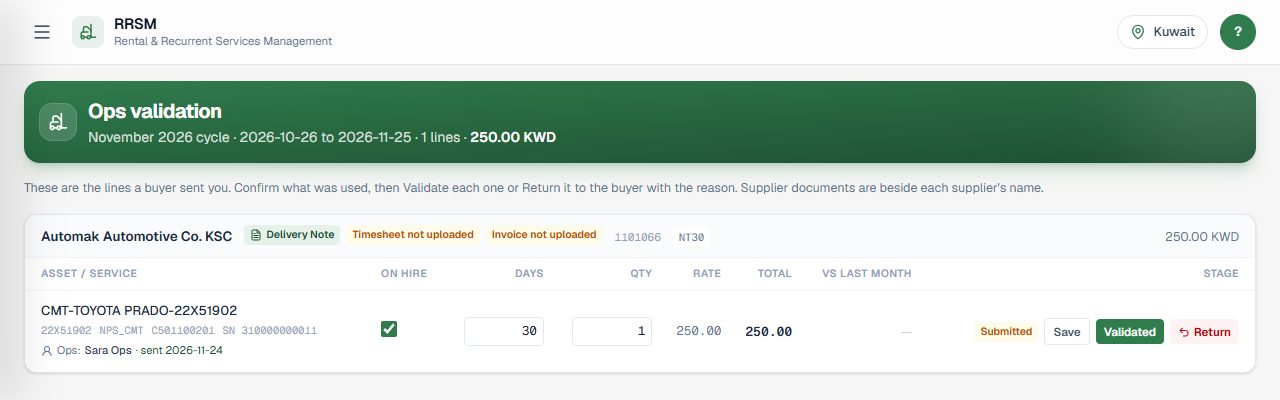 RRSM
Rental & Recurrent Services Management
Kuwait
?
Ops validation
November 2026 cycle · 2026-10-26 to 2026-11-25 · 1 lines · 250.00 KWD
These are the lines a buyer sent you. Confirm what was used, then Validate each one or Return it to the buyer with the reason. Supplier documents are beside each supplier's name.
Automak Automotive Co. KSC Delivery Note Timesheet not uploaded Invoice not uploaded 1101066 NT30 250.00 KWD
ASSET / SERVICE ON HIRE DAYS QTY RATE TOTAL VS LAST MONTH STAGE
CMT-TOYOTA PRADO-22X51902
22X51902 NPS_CMT C501100201 SN 310000000011
Ops: Sara Ops · sent 2026-11-24
30 1 250.00 250.00 — Submitted Save Validated Return